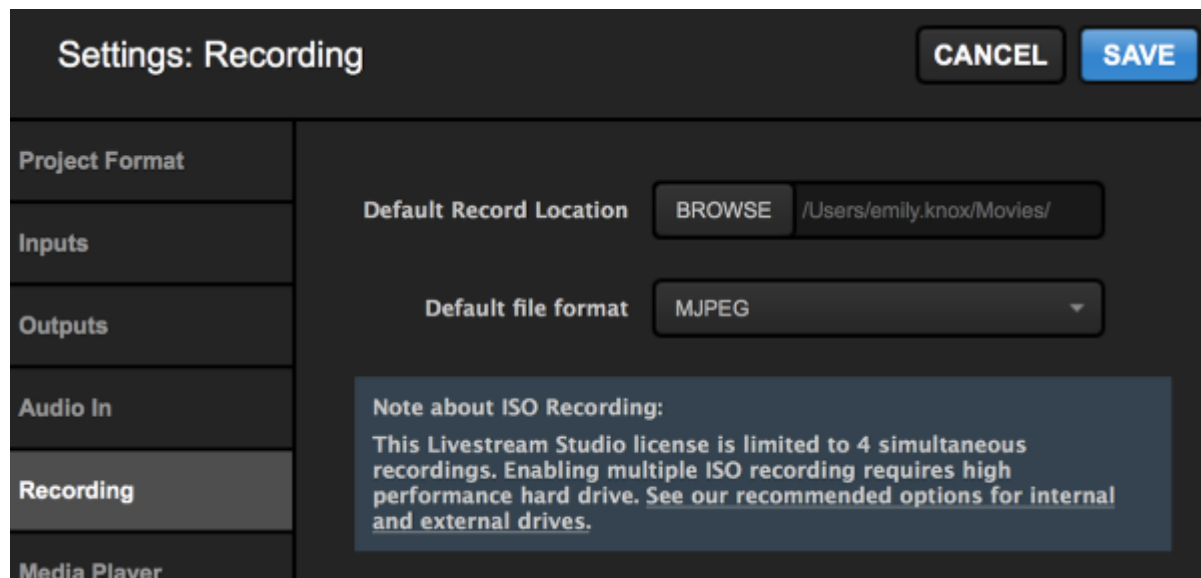 Settings: Recording
CANCEL
SAVE
Project Format
Inputs
Outputs
Audio In
Recording
Media Player
Default Record Location
BROWSE
/Users/emily.knox/Movies/
Default file format
MJPEG
Note about ISO Recording:
This Livestream Studio license is limited to 4 simultaneous
recordings. Enabling multiple ISO recording requires high
performance hard drive. See our recommended options for internal
and external drives.